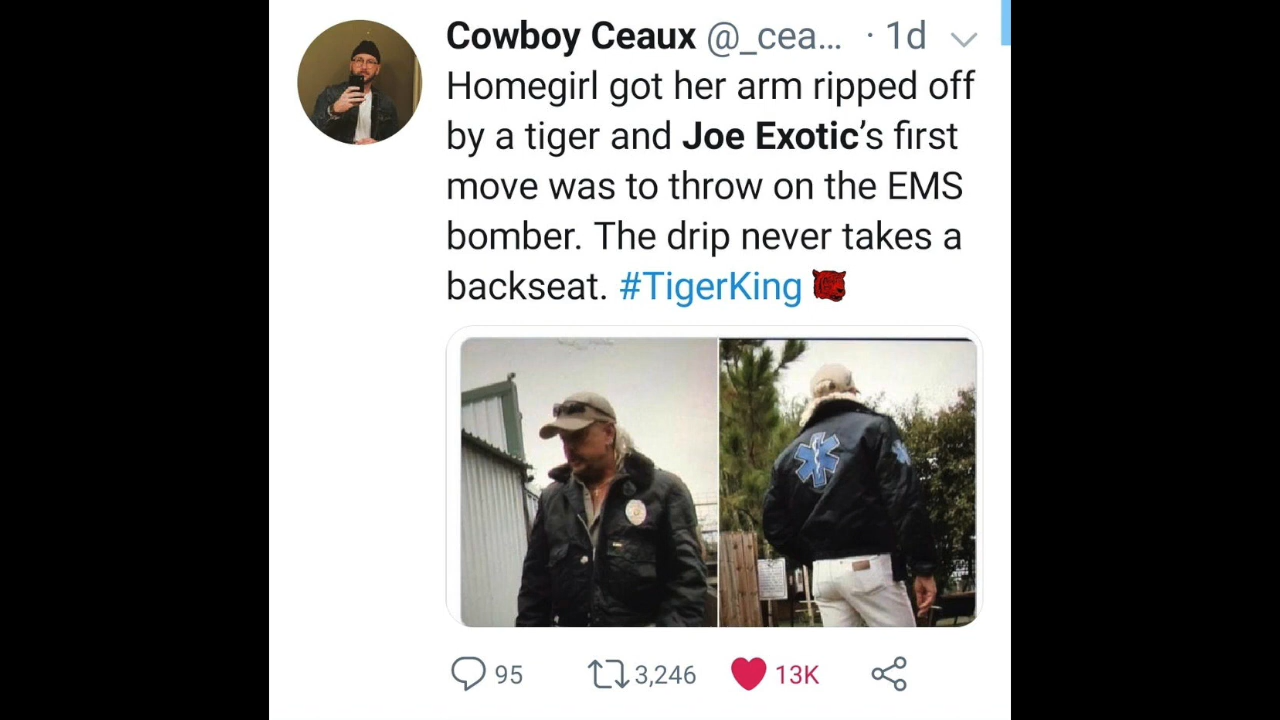 Cowboy Ceaux @_cea... · 1d
Homegirl got her arm ripped off
by a tiger and Joe Exotic’s first
move was to throw on the EMS
bomber. The drip never takes a
backseat. #TigerKing
95 3,246 13K